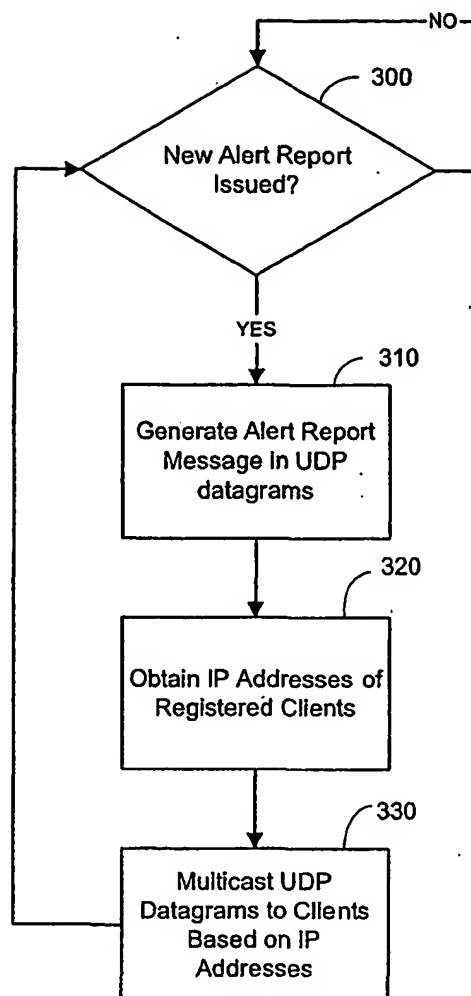 NO
300
New Alert Report
Issued?
YES
310
Generate Alert Report
Message in UDP
datagrams
320
Obtain IP Addresses of
Registered Clients
330
Multicast UDP
Datagrams to Clients
Based on IP
Addresses